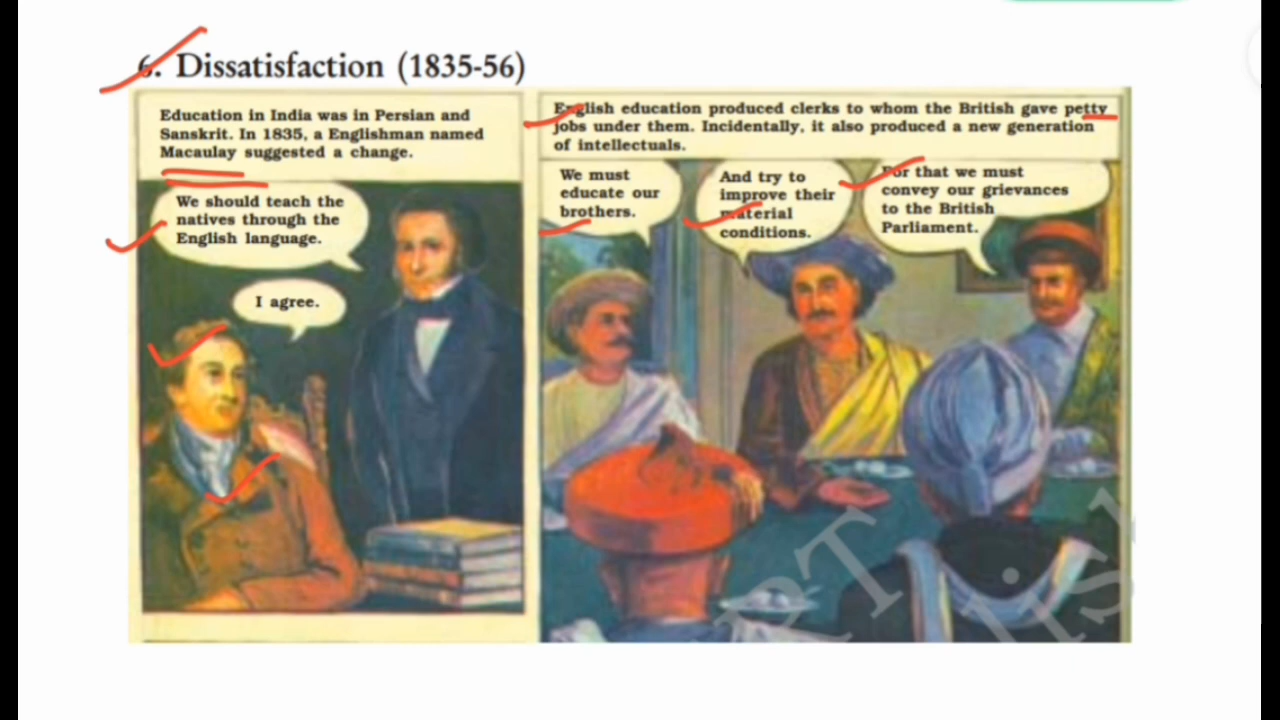 6. Dissatisfaction (1835-56)
Education in India was in Persian and
Sanskrit. In 1835, a Englishman named
Macaulay suggested a change.
We should teach the
natives through the
English language.
I agree.
English education produced clerks to whom the British gave petty
jobs under them. Incidentally, it also produced a new generation
of intellectuals.
We must
educate our
brothers.
And try to
improve their
material
conditions.
For that we must
convey our grievances
to the British
Parliament.